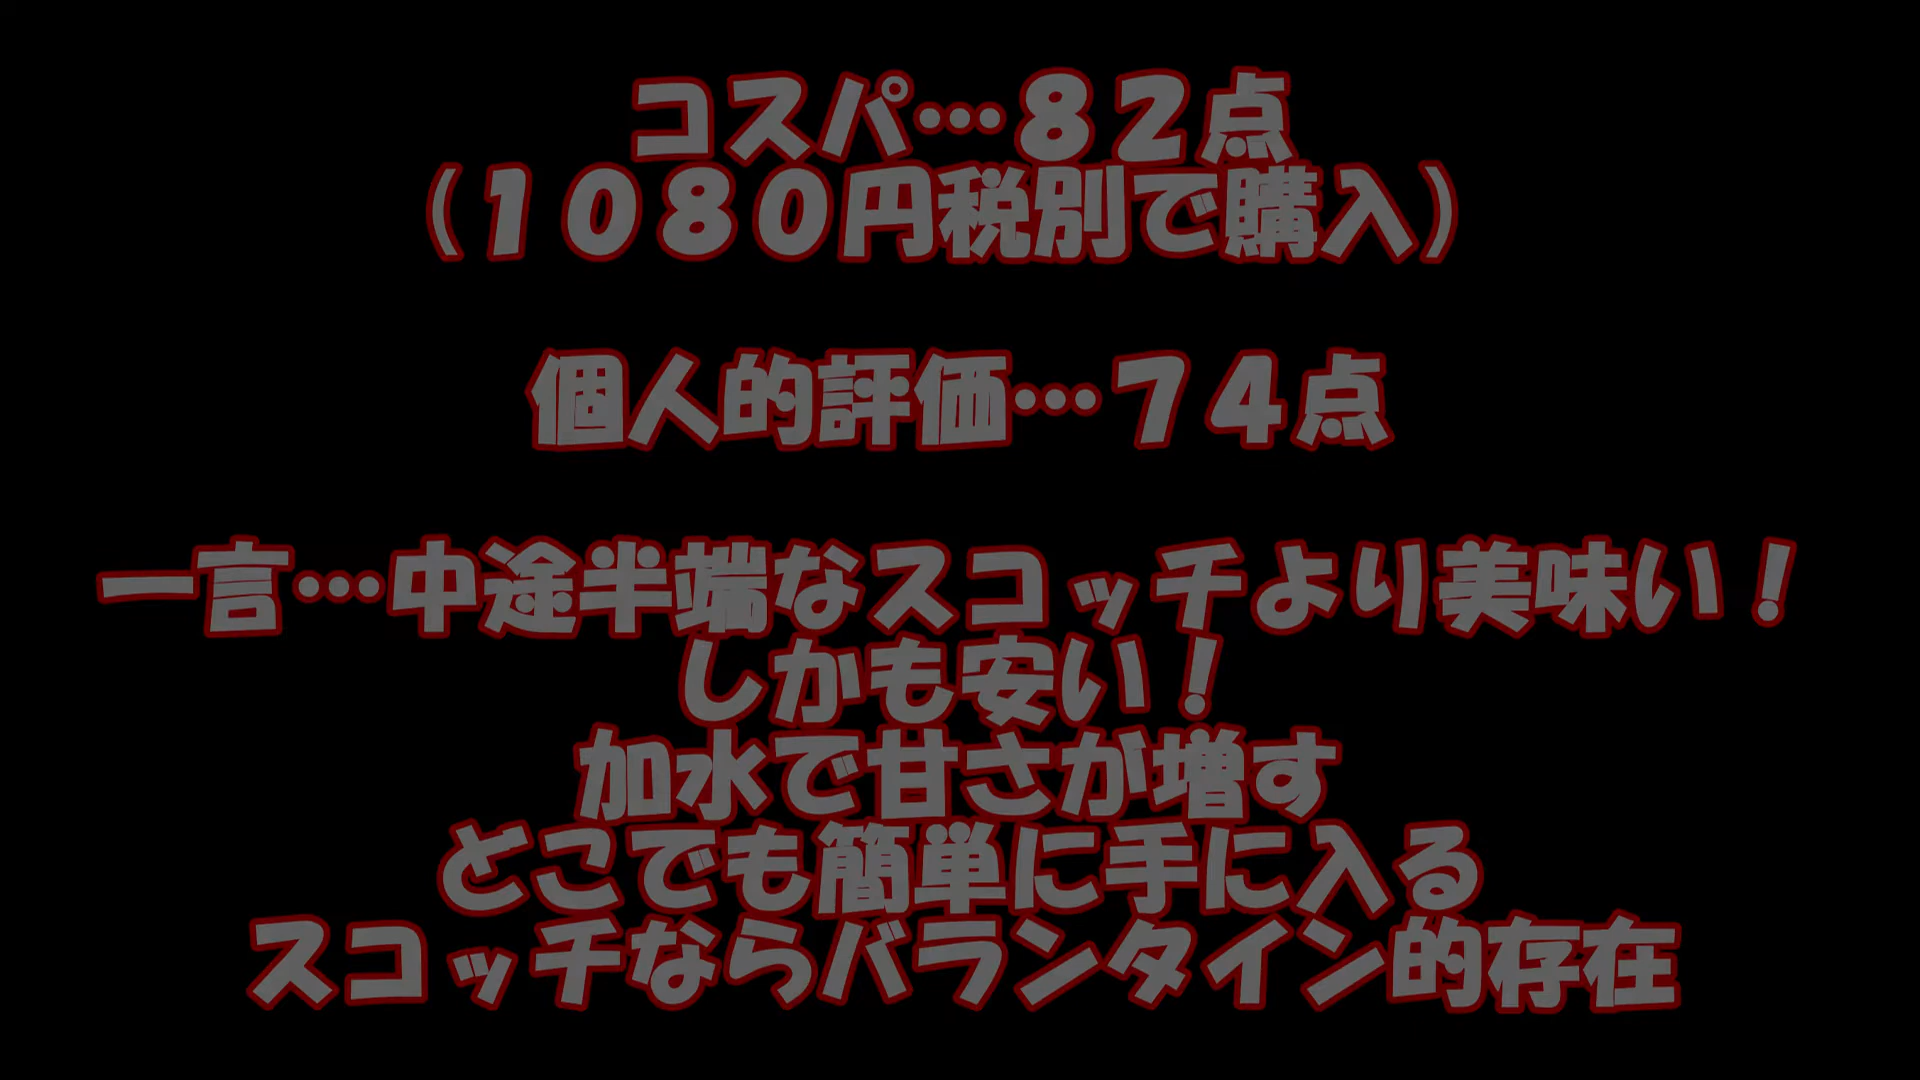 コスパ…８２点
（１０８０円税別で購入）
個人的評価…７４点
一言…中途半端なスコッチより美味い！
しかも安い！
加水で甘さが増す
どこでも簡単に手に入る
スコッチならバランタイン的存在